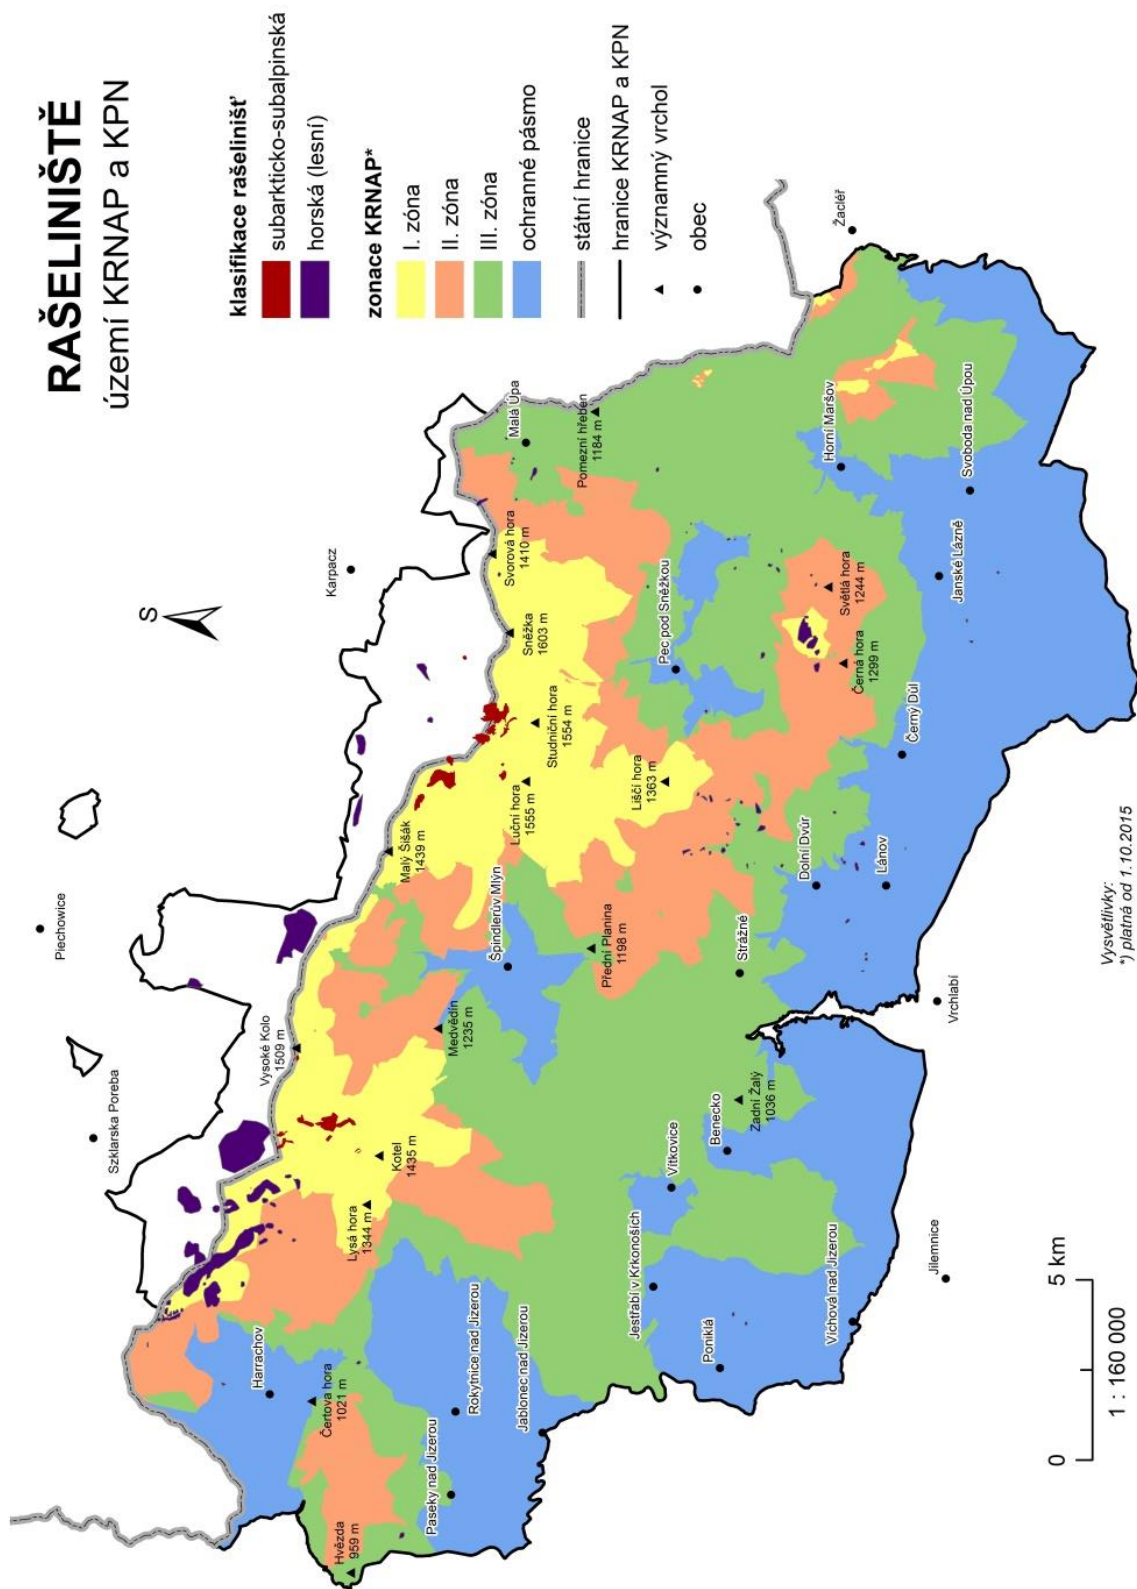 RAŠELINIŠTĚ
území KRNAP a KPN
klasifikace rašelinišť
subarkticko-subalpinská
horská (lesní)
zonace KRNAP*
I. zóna
II. zóna
III. zóna
ochranné pásmo
státní hranice
hranice KRNAP a KPN
významný vrchol
obec
S
Piechowice
Szklarska Poreba
Karpacz
Vysoké Kolo
1509 m
Malý Šišák
1439 m
Harrachov
Čertova hora
1021 m
Hvězda
959 m
Lysá hora
1344 m
Kotel
1435 m
Medvědín
1235 m
Špindlerův Mlýn
Luční hora
1555 m
Studniční hora
1554 m
Sněžka
1603 m
Svorová hora
1410 m
Malá Úpa
Pomezní hřeben
1184 m
Paseky nad Jizerou
Rokytnice nad Jizerou
Jablonec nad Jizerou
Přední Planina
1198 m
Liščí hora
1363 m
Pec pod Sněžkou
Jestřabí v Krkonoších
Vítkovice
Benecko
Zadní Žalý
1036 m
Strážné
Dolní Dvůr
Černá hora
1299 m
Světlá hora
1244 m
Horní Maršov
Žacléř
Poniklá
Víchová nad Jizerou
Lánov
Černý Důl
Janské Lázně
Svoboda nad Úpou
Jilemnice
Vrchlabí
0 5 km
1 : 160 000
Vysvětlivky:
*) platná od 1.10.2015